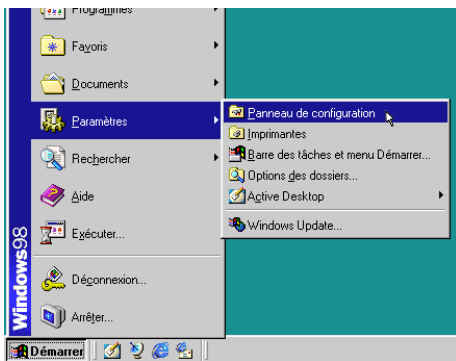 Programmes
Favoris
Documents
Paramètres
Rechercher
Aide
Exécuter...
Déconnexion...
Arrêter...
Panneau de configuration
Imprimantes
Barre des tâches et menu Démarrer...
Options des dossiers...
Active Desktop
Windows Update...
Windows98
Démarrer